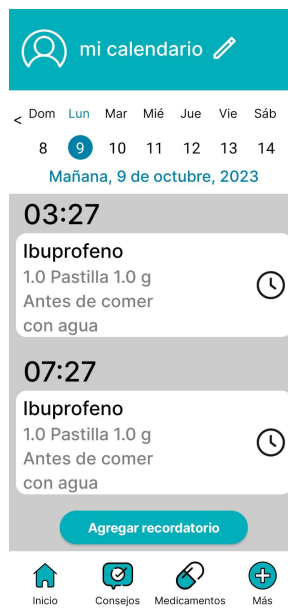 mi calendario
< Dom Lun Mar Mié Jue Vie Sáb
8 9 10 11 12 13 14
Mañana, 9 de octubre, 2023
03:27
Ibuprofeno
1.0 Pastilla 1.0 g
Antes de comer
con agua
07:27
Ibuprofeno
1.0 Pastilla 1.0 g
Antes de comer
con agua
Agregar recordatorio
Inicio Consejos Medicamentos Más